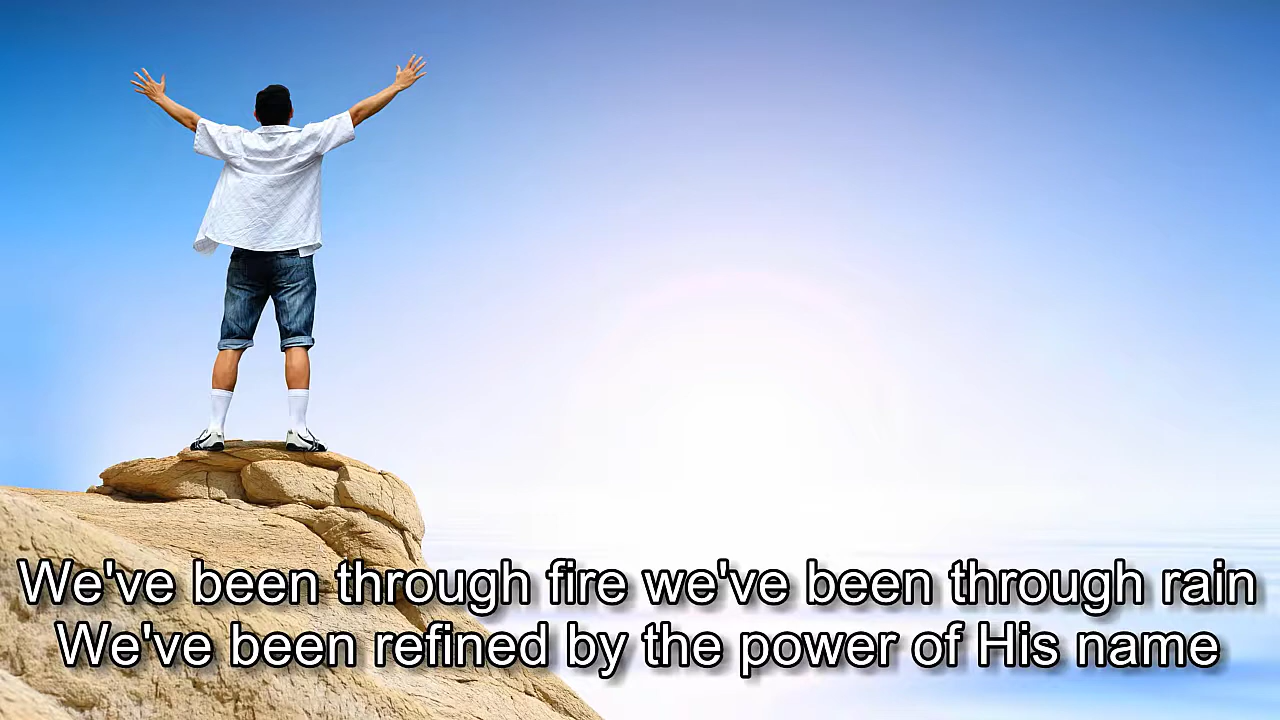 We've been through fire we've been through rain
We've been refined by the power of His name